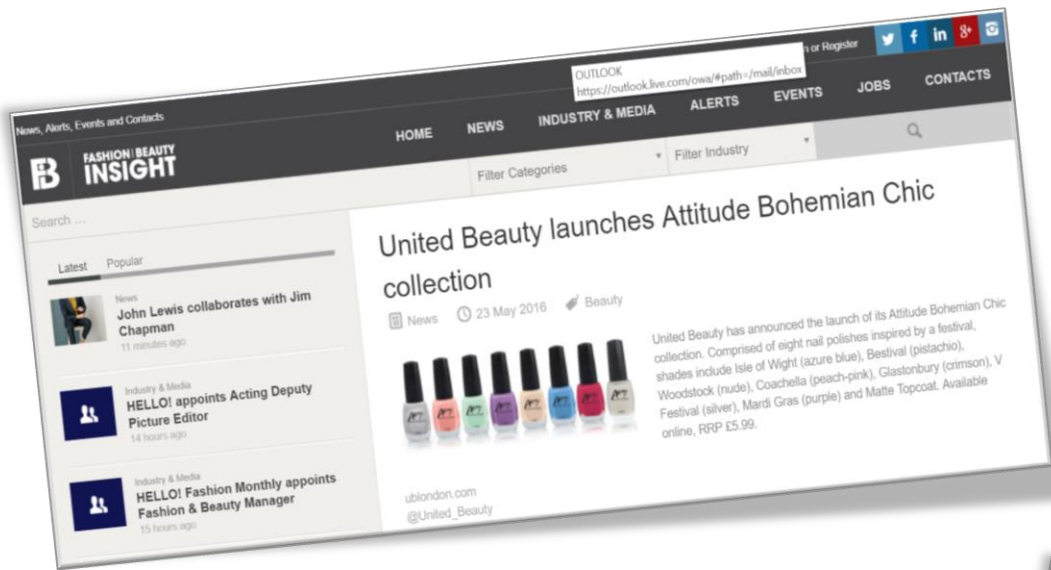 News, Alerts, Events and Contacts
or Register
OUTLOOK
https://outlook.live.com/owa/#path=/mail/inbox
FASHION BEAUTY
INSIGHT
HOME NEWS INDUSTRY & MEDIA ALERTS EVENTS JOBS CONTACTS
Search ...
Filter Categories
Filter Industry
Latest Popular
News
John Lewis collaborates with Jim
Chapman
11 minutes ago
Industry & Media
HELLO! appoints Acting Deputy
Picture Editor
14 hours ago
Industry & Media
HELLO! Fashion Monthly appoints
Fashion & Beauty Manager
15 hours ago
United Beauty launches Attitude Bohemian Chic
collection
News 23 May 2016 Beauty
United Beauty has announced the launch of its Attitude Bohemian Chic
collection. Comprised of eight nail polishes inspired by a festival,
shades include Isle of Wight (azure blue), Bestival (pistachio),
Woodstock (nude), Coachella (peach-pink), Glastonbury (crimson), V
Festival (silver), Mardi Gras (purple) and Matte Topcoat. Available
online, RRP £5.99.
ublondon.com
@United_Beauty